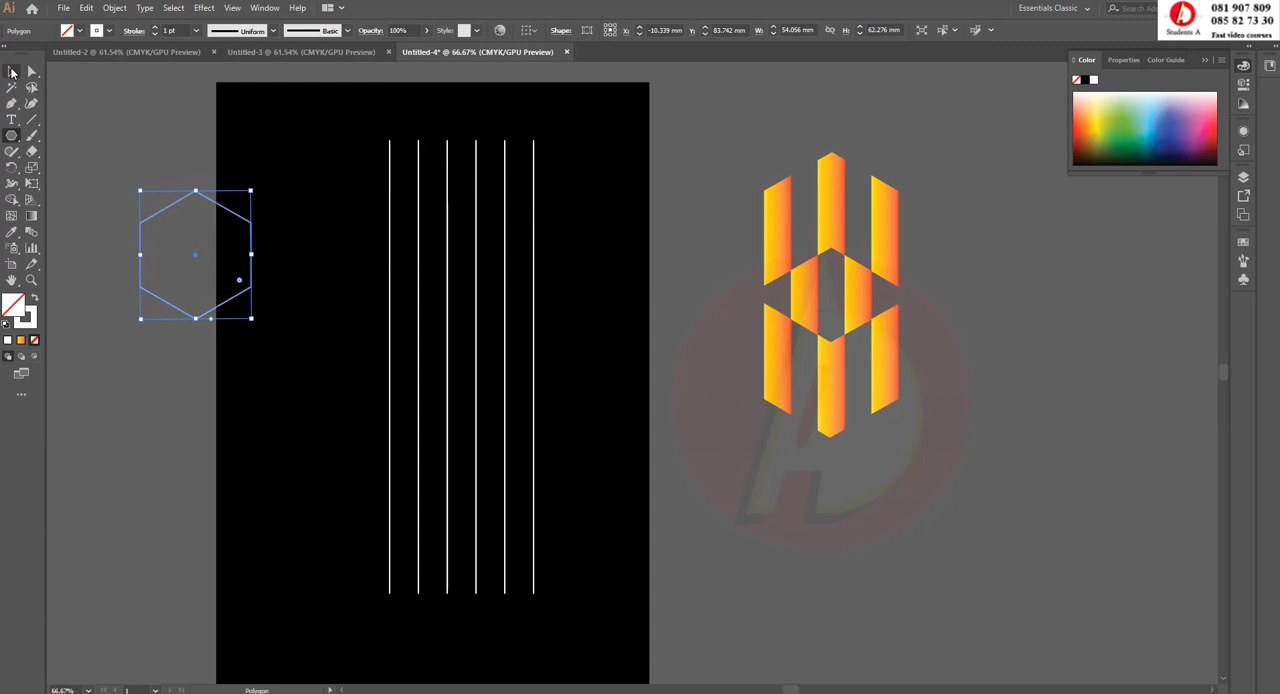 Ai File Edit Object Type Select Effect View Window Help Essentials Classic Search Ado
Polygon Stroke: 1 pt Uniform Basic Opacity: 100% Style: Shape: X: -10.339 mm Y: 83.742 mm W: 54.056 mm H: 62.276 mm
081 907 809
085 82 73 30
Students A Fast video courses
Untitled-2 @ 61.54% (CMYK/GPU Preview) × Untitled-3 @ 61.54% (CMYK/GPU Preview) × Untitled-4* @ 66.67% (CMYK/GPU Preview) ×
Color Properties Color Guide
A
66.67% 1 Polygon